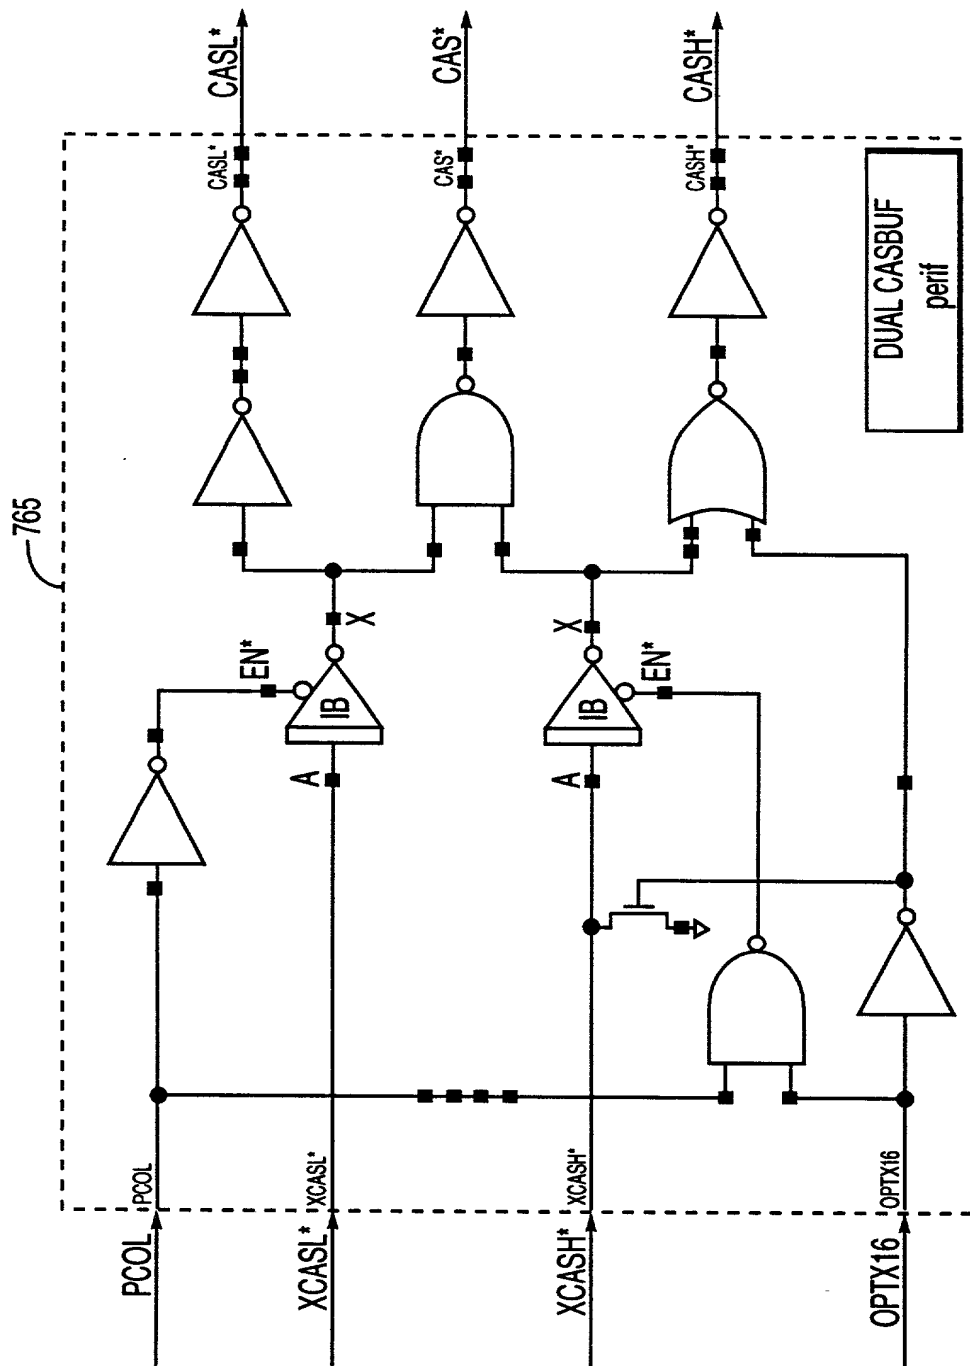 765
PCOL
PCOL
XCASL*
XCASL*
XCASH*
XCASH*
OPTX16
OPTX16
EN*
A
IB
X
A
IB
X
EN*
CASL*
CASL*
CAS*
CAS*
CASH*
CASH*
DUAL CASBUF
perif